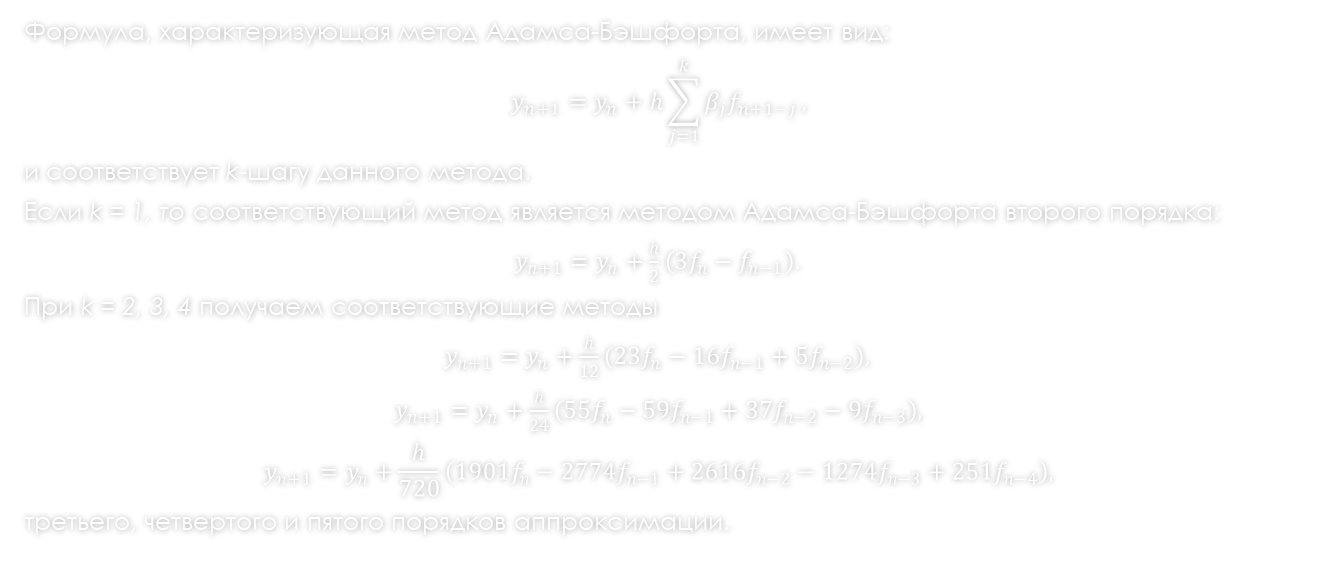 Формула, характеризующая метод Адамса-Бэшфорта, имеет вид:
$y_{n+1} = y_n + h \sum_{j=1}^{k} \beta_j f_{n+1-j}$,
и соответствует k-шагу данного метода.
Если k = 1, то соответствующий метод является методом Адамса-Бэшфорта второго порядка:
$y_{n+1} = y_n + \frac{h}{2}(3f_n - f_{n-1})$.
При k = 2, 3, 4 получаем соответствующие методы
$y_{n+1} = y_n + \frac{h}{12}(23f_n - 16f_{n-1} + 5f_{n-2})$,
$y_{n+1} = y_n + \frac{h}{24}(55f_n - 59f_{n-1} + 37f_{n-2} - 9f_{n-3})$,
$y_{n+1} = y_n + \frac{h}{720}(1901f_n - 2774f_{n-1} + 2616f_{n-2} - 1274f_{n-3} + 251f_{n-4})$,
третьего, четвертого и пятого порядков аппроксимации.